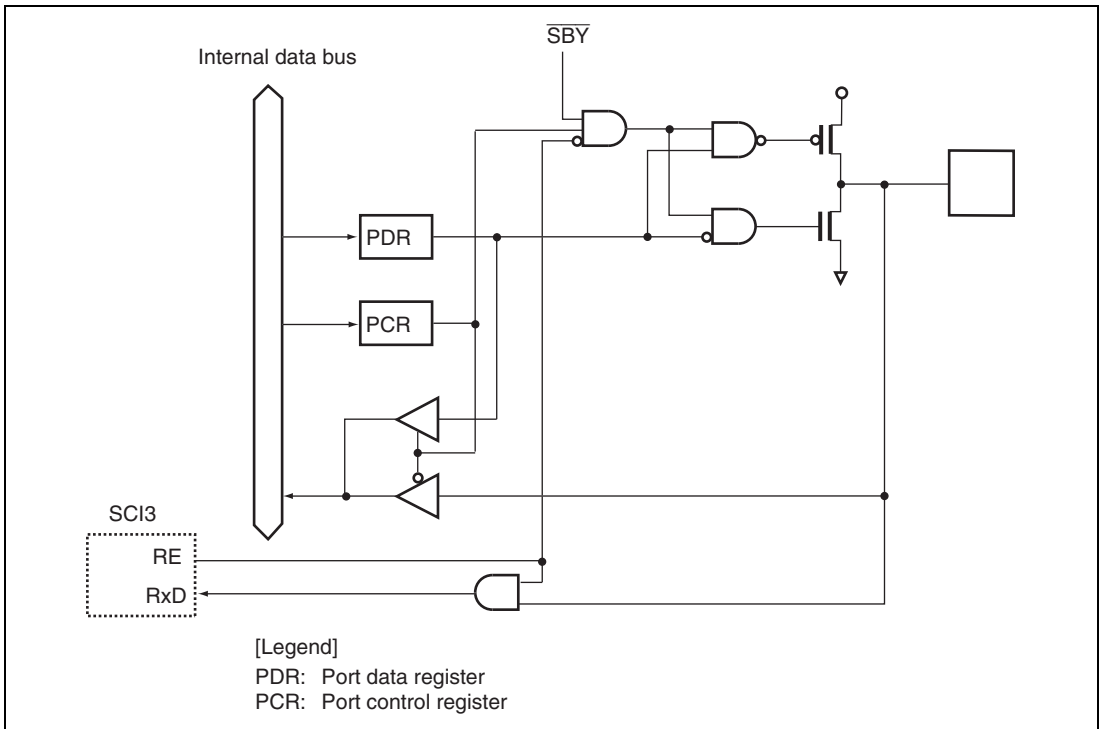 SBY
Internal data bus
PDR
PCR
SCI3
RE
RxD
[Legend]
PDR: Port data register
PCR: Port control register